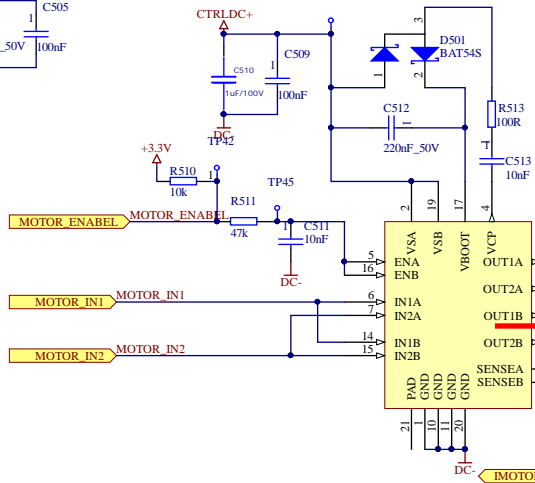 C505
1
_50V
100nF
CTRLDC+
C510
1uF/100V
C509
1
100nF
DC-
3
D501
BAT54S
1
2
C512
1
220nF_50V
R513
100R
1
C513
10nF
TP42
+3.3V
R510
10k
1
TP45
R511
47k
1
C511
10nF
DC-
MOTOR_ENABEL
MOTOR_ENABEL
MOTOR_IN1
MOTOR_IN1
MOTOR_IN2
MOTOR_IN2
2
19
17
4
VSA
VSB
VBOOT
VCP
5
ENA
16
ENB
6
IN1A
7
IN2A
14
IN1B
15
IN2B
OUT1A
OUT2A
OUT1B
OUT2B
SENSEA
SENSEB
PAD
GND
GND
GND
GND
21
1
10
11
20
DC-
IMOTO